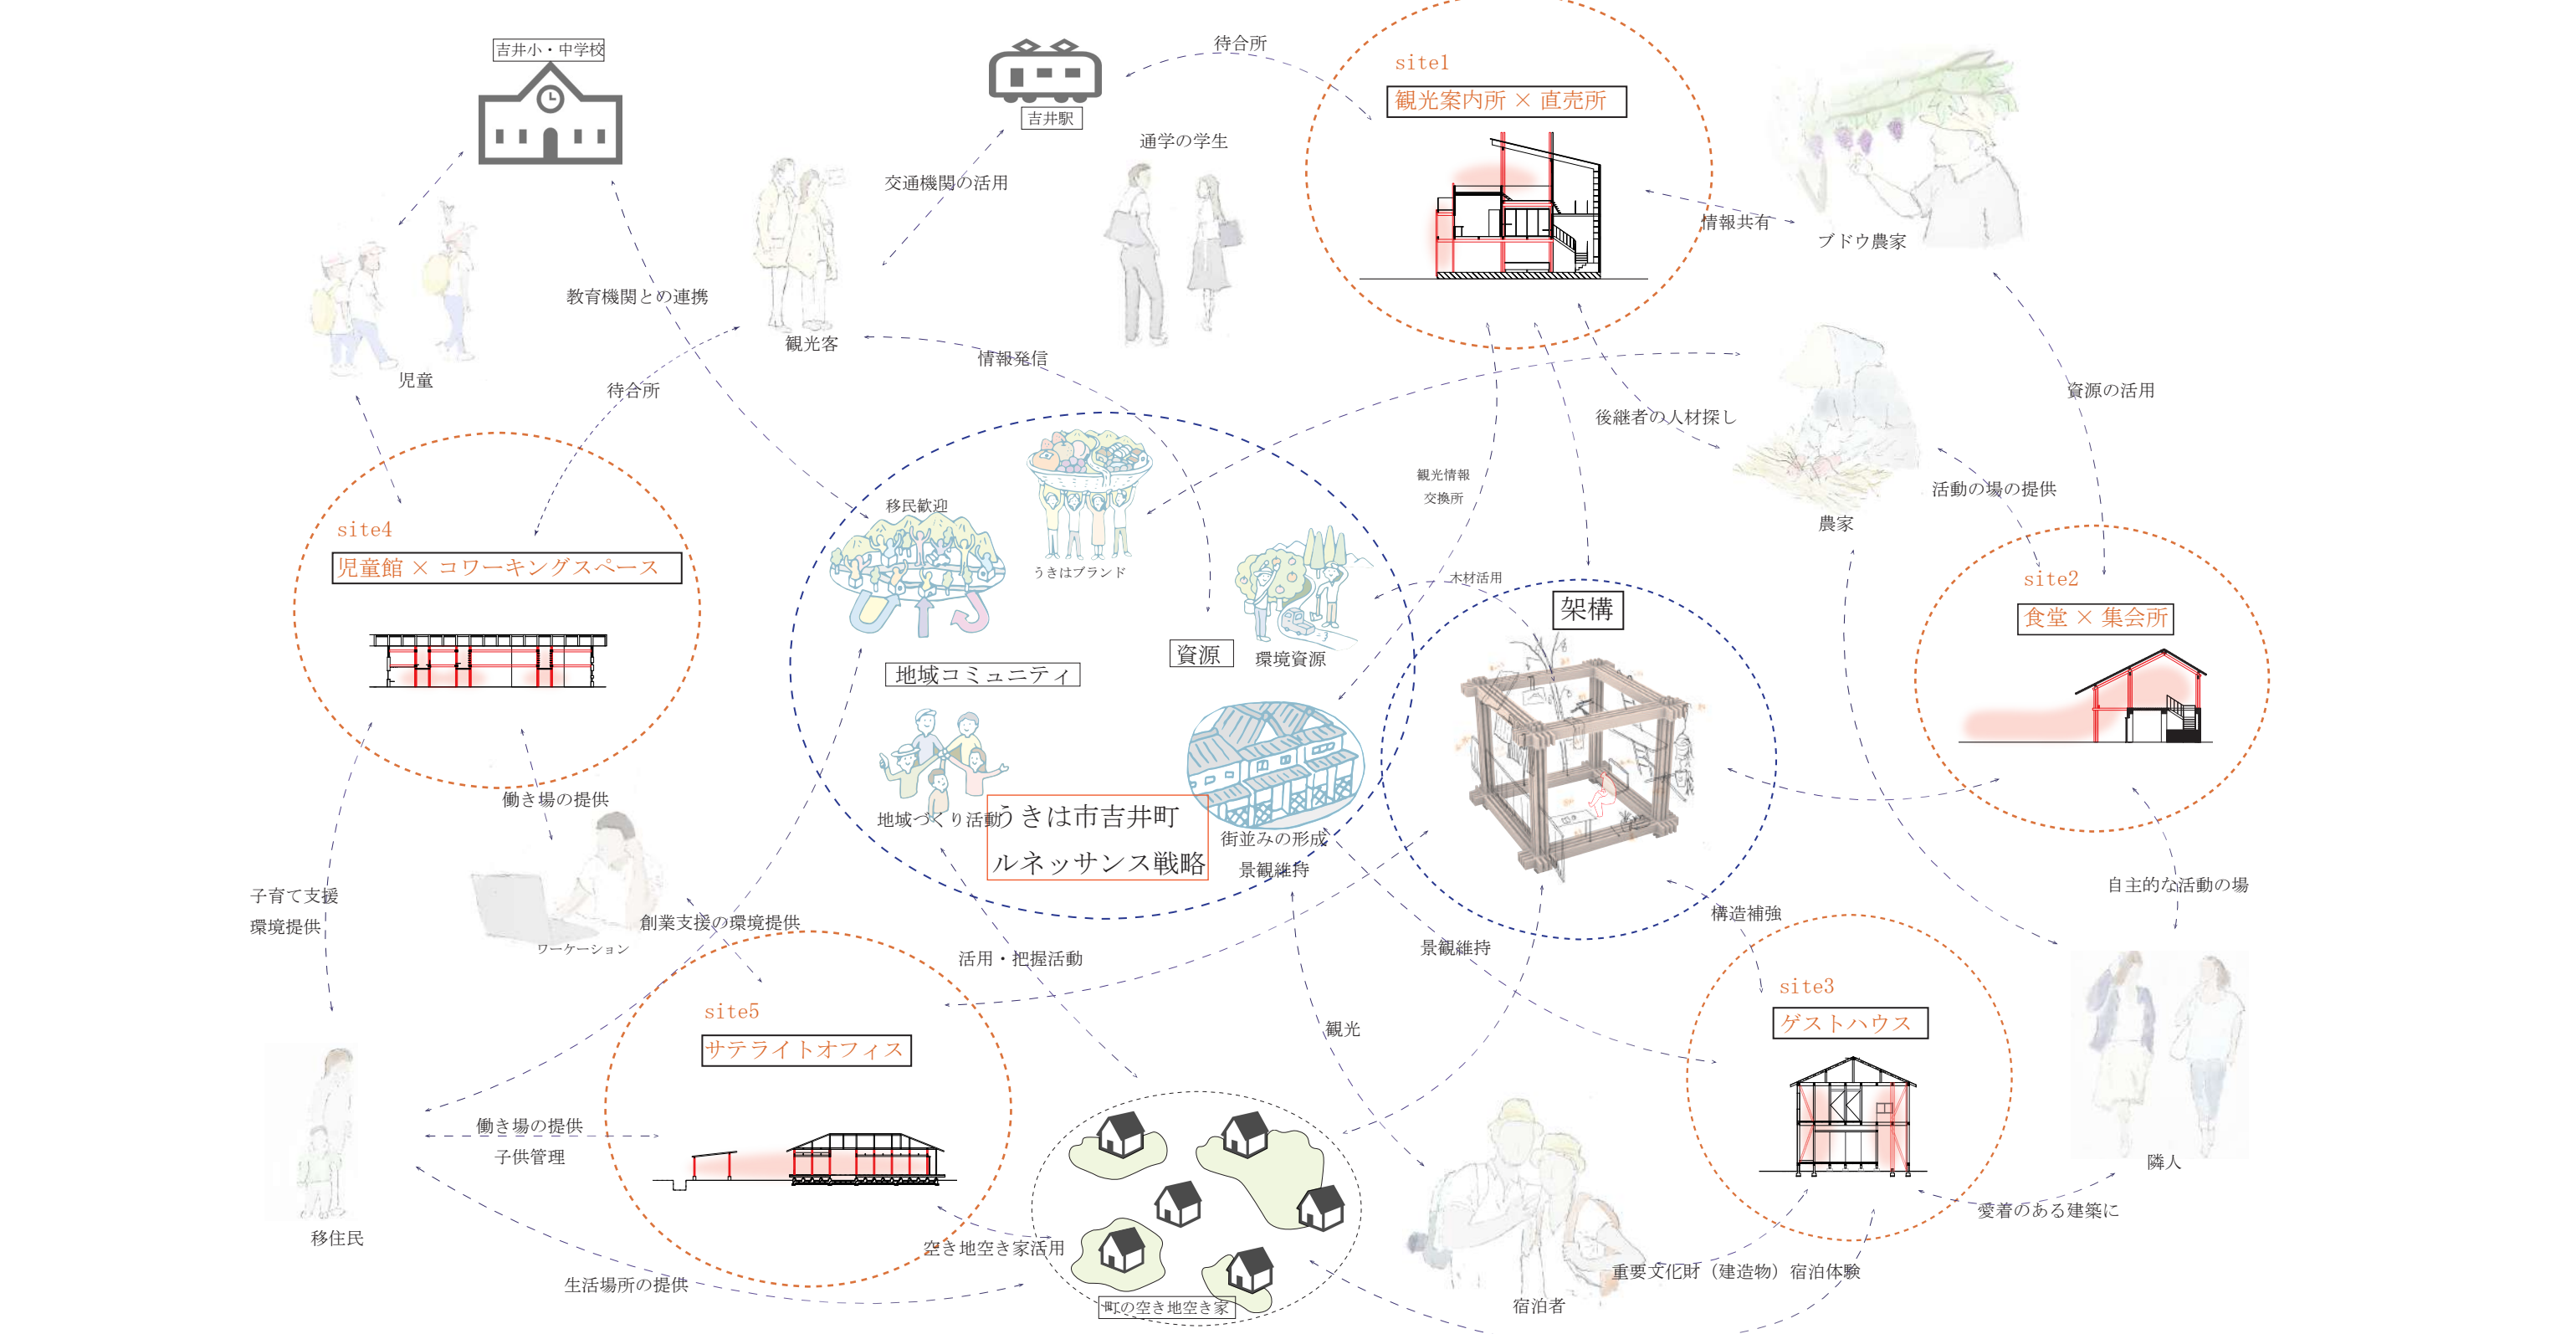 吉井小・中学校
待合所
site1
観光案内所 × 直売所
吉井駅
通学の学生
交通機関の活用
情報共有
ブドウ農家
教育機関との連携
観光客
情報発信
児童
待合所
資源の活用
後継者の人材探し
観光情報
交換所
活動の場の提供
農家
移民歓迎
うきはブランド
木材活用
site4
児童館 × コワーキングスペース
site2
食堂 × 集会所
架構
資源
環境資源
地域コミュニティ
働き場の提供
地域づくり活動
うきは市吉井町
ルネッサンス戦略
街並みの形成
景観維持
子育て支援
環境提供
ワーケーション
創業支援の環境提供
活用・把握活動
景観維持
構造補強
自主的な活動の場
site5
サテライトオフィス
site3
ゲストハウス
観光
働き場の提供
子供管理
隣人
愛着のある建築に
移住民
空き地空き家活用
生活場所の提供
町の空き地空き家
宿泊者
重要文化財（建造物）宿泊体験